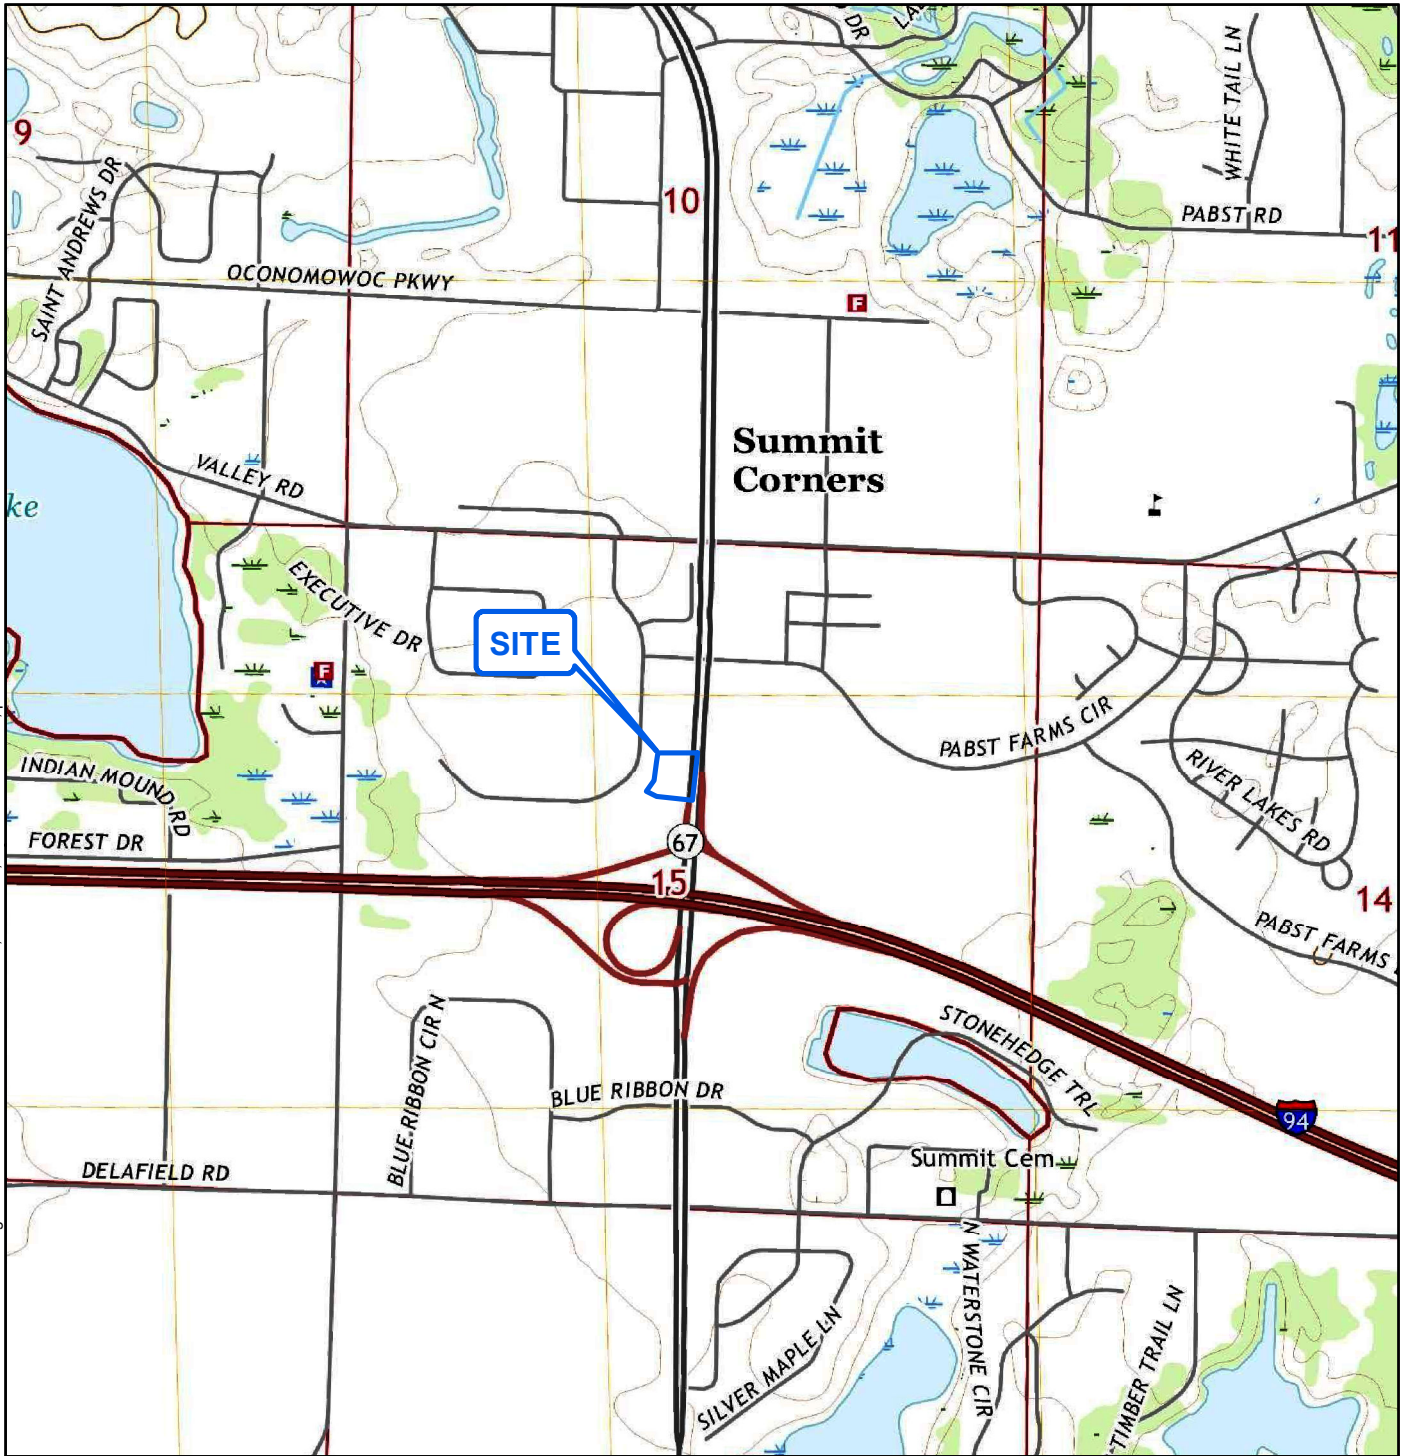 DR
LA
WHITE TAIL LN
9
SAINT ANDREWS DR
10
PABST RD
11
OCONOMOWOC PKWY
F
Summit
Corners
VALLEY RD
ke
EXECUTIVE DR
SITE
F
PABST FARMS CIR
INDIAN MOUND RD
RIVER LAKES RD
FOREST DR
67
15
14
PABST FARMS
BLUE RIBBON CIR N
STONEHEDGE TRL
BLUE RIBBON DR
94
Summit Cem
DELAFIELD RD
N WATERSTONE CIR
SILVER MAPLE LN
TIMBER TRAIL LN